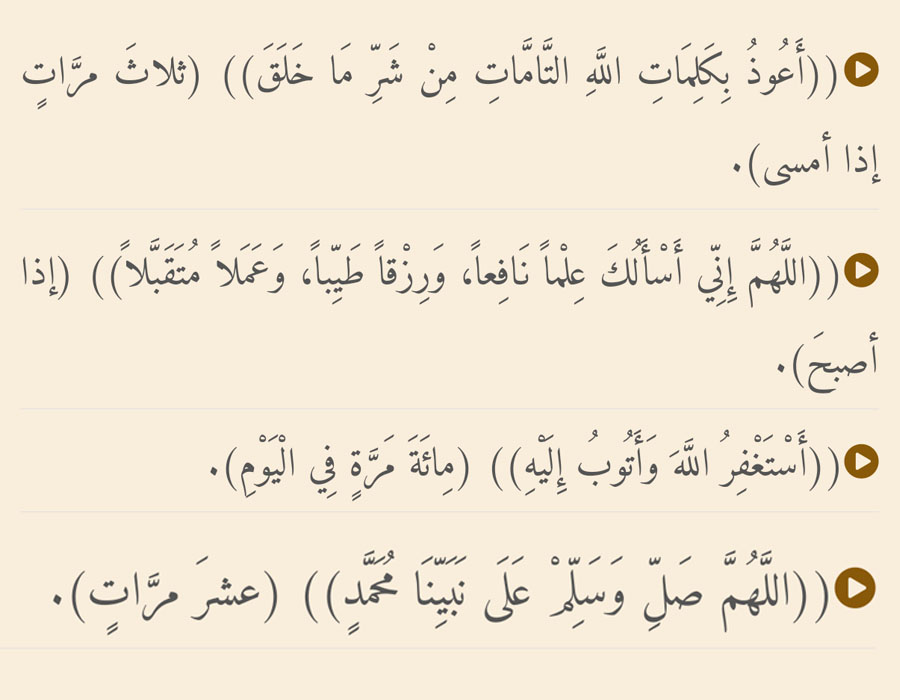 ((أَعُوذُ بِكَلِمَاتِ اللَّهِ التَّامَّاتِ مِنْ شَرِّ مَا خَلَقَ)) (ثلاثَ مرَّاتٍ
إذا أمسى).
((اللَّهُمَّ إِنِّي أَسْأَلُكَ عِلْماً نَافِعاً، وَرِزْقاً طَيِّباً، وَعَمَلاً مُتَقَبَّلاً)) (إذا
أصبحَ).
((أَسْتَغْفِرُ اللَّهَ وَأَتُوبُ إِلَيْهِ)) (مِائَةَ مَرَّةٍ فِي الْيَوْمِ).
((اللَّهُمَّ صَلِّ وَسَلِّمْ عَلَى نَبَيِّنَا مُحَمَّدٍ)) (عشرَ مرَّاتٍ).